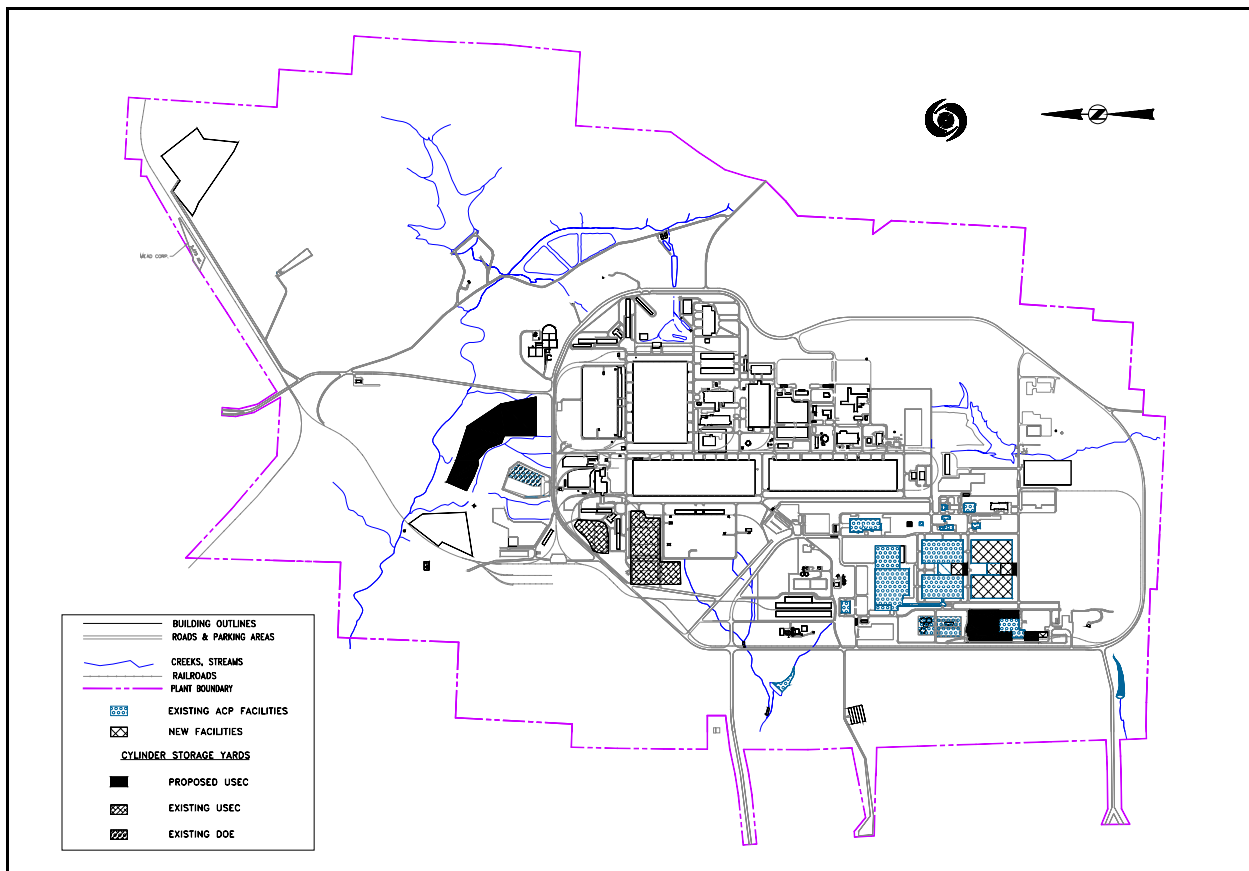 MEAD CORP.
N
BUILDING OUTLINES
ROADS & PARKING AREAS
CREEKS, STREAMS
RAILROADS
PLANT BOUNDARY
EXISTING ACP FACILITIES
NEW FACILITIES
CYLINDER STORAGE YARDS
PROPOSED USEC
EXISTING USEC
EXISTING DOE